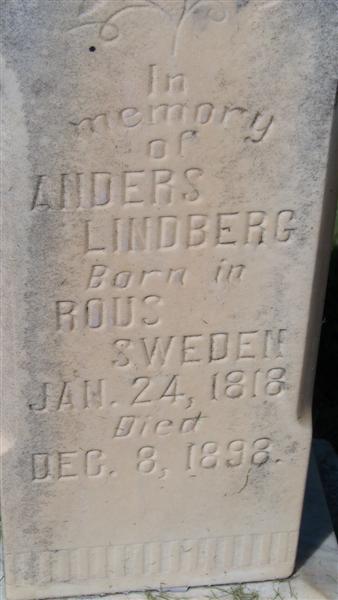 In
memory
of
ANDERS
LINDBERG
Born in
ROUS
SWEDEN
JAN. 24, 1818
Died
DEC. 8, 1898.